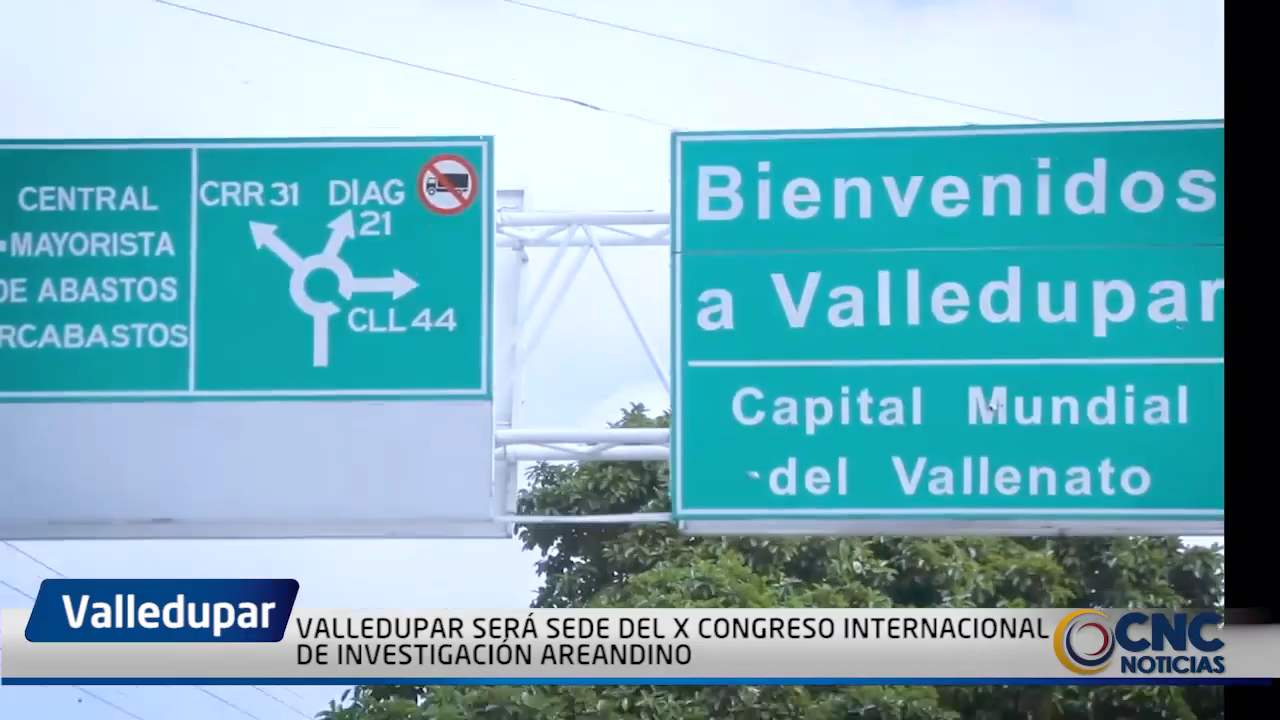 CENTRAL
MAYORISTA
DE ABASTOS
RCABASTOS
CRR 31
DIAG
21
CLL 44
Bienvenidos
a Valledupar
Capital Mundial
del Vallenato
Valledupar
VALLEDUPAR SERÁ SEDE DEL X CONGRESO INTERNACIONAL
DE INVESTIGACIÓN AREANDINO
CNC
NOTICIAS